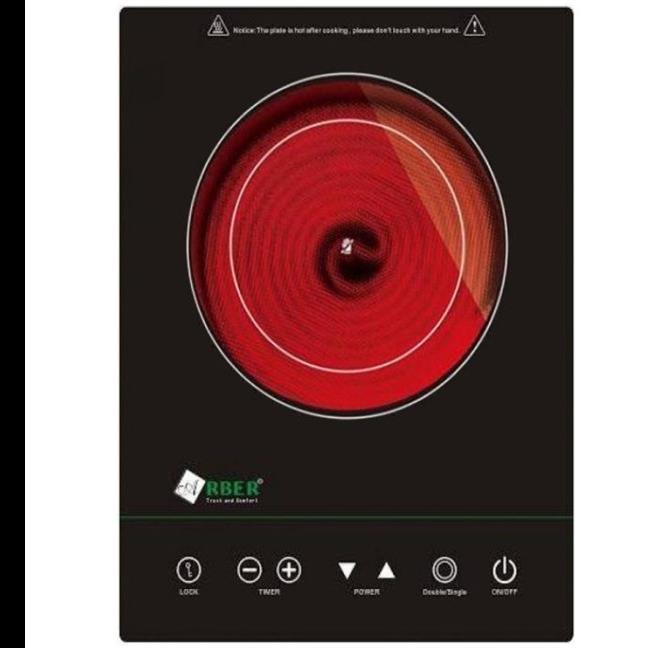 Notice: The plate is hot after cooking, please don't touch with your hand.
ARBER®
Trust and Comfort
LOCK
TIMER
POWER
Double/Single
ON/OFF